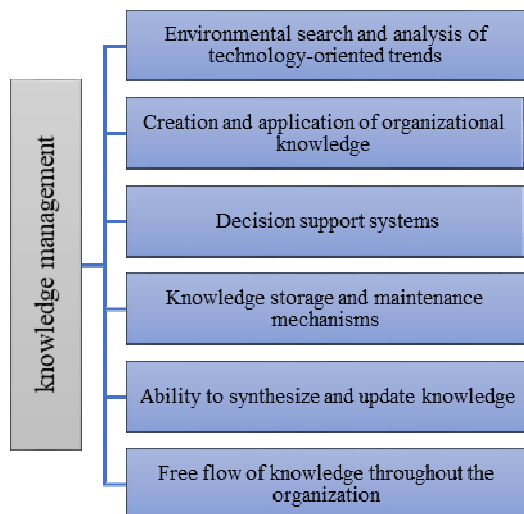 knowledge management
Environmental search and analysis of
technology-oriented trends
Creation and application of organizational
knowledge
Decision support systems
Knowledge storage and maintenance
mechanisms
Ability to synthesize and update knowledge
Free flow of knowledge throughout the
organization